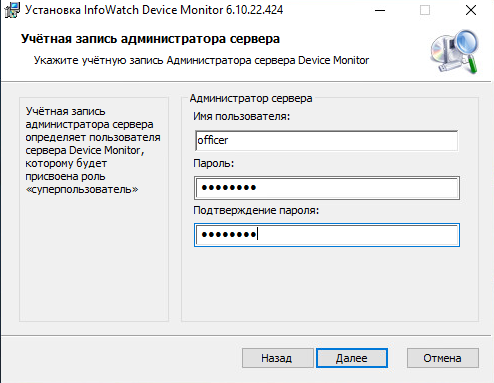 Установка InfoWatch Device Monitor 6.10.22.424
Учётная запись администратора сервера
Укажите учётную запись Администратора сервера Device Monitor
Учётная запись
администратора сервера
определяет пользователя
сервера Device Monitor,
которому будет
присвоена роль
«суперпользователь»
Администратор сервера
Имя пользователя:
officer
Пароль:
••••••••
Подтверждение пароля:
••••••••
Назад
Далее
Отмена